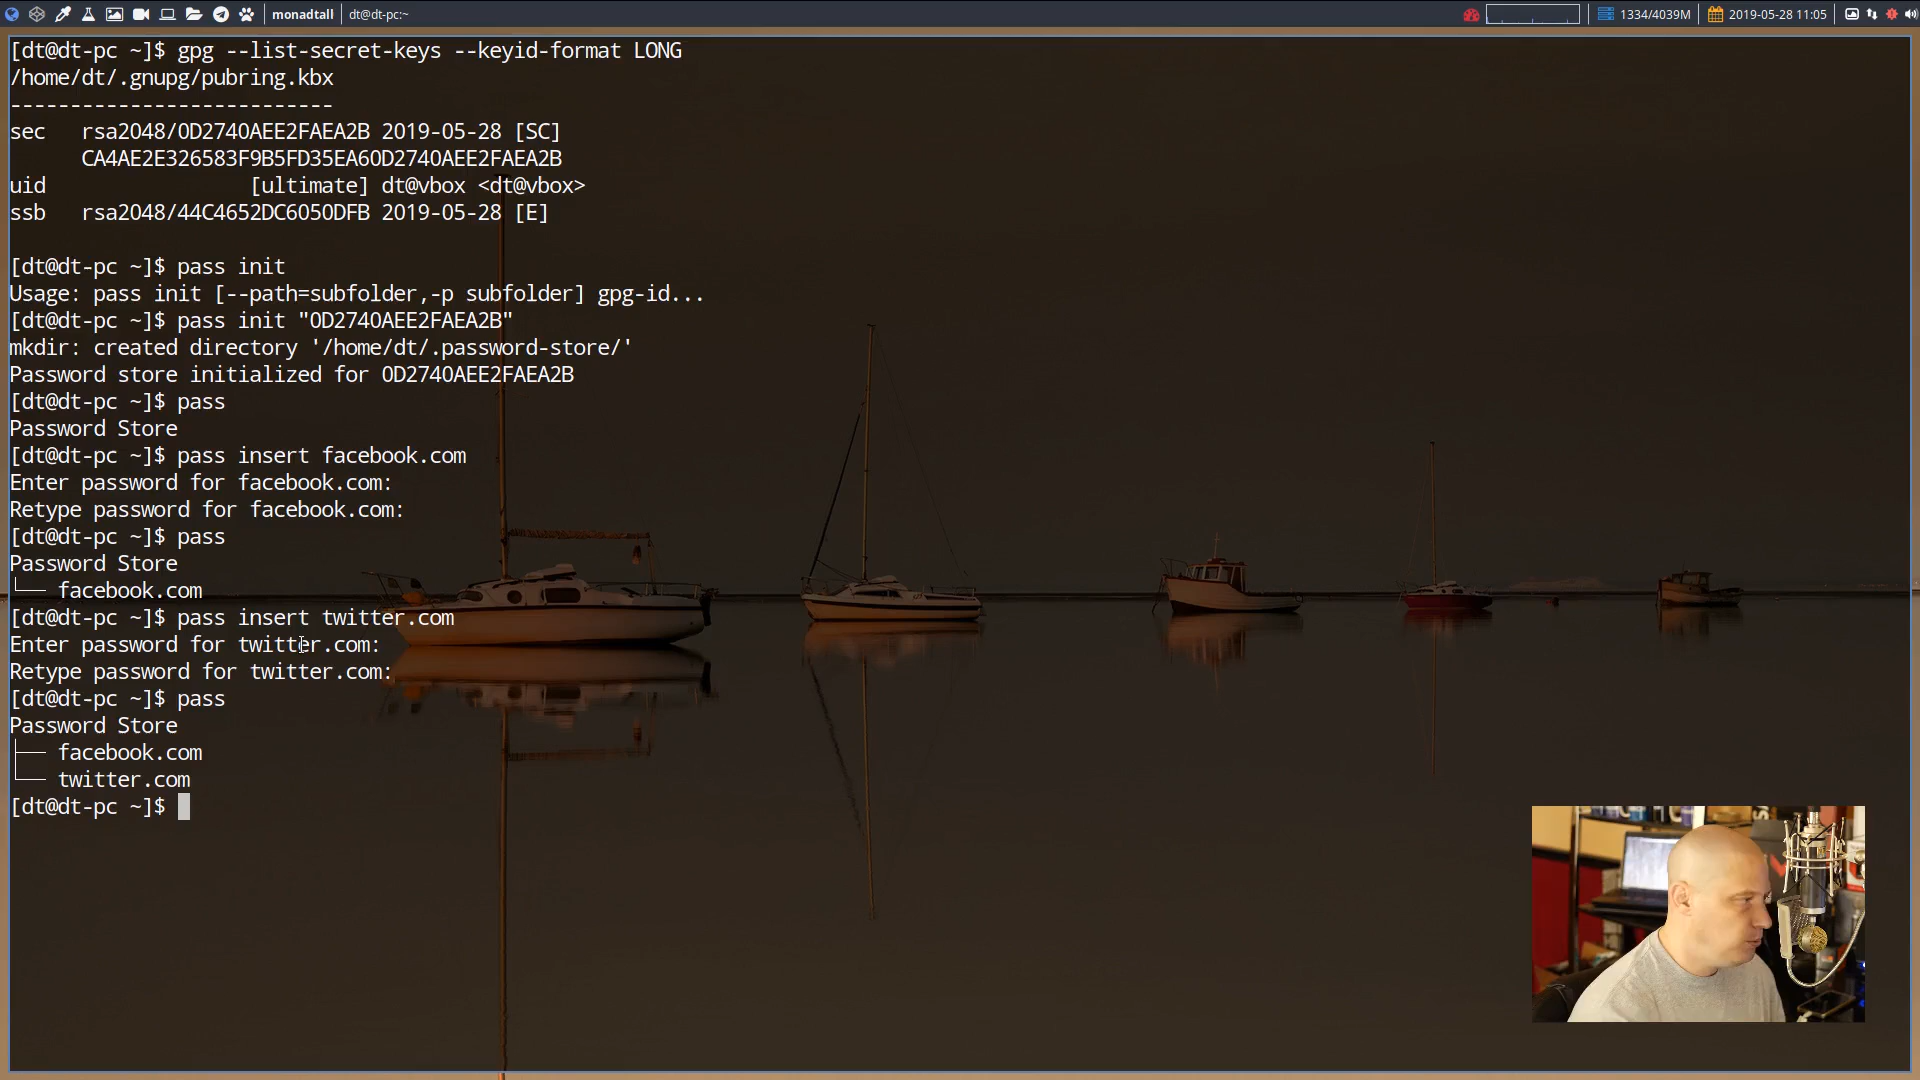 monadtall dt@dt-pc:~ 1334/4039M 2019-05-28 11:05
[dt@dt-pc ~]$ gpg --list-secret-keys --keyid-format LONG
/home/dt/.gnupg/pubring.kbx
---------------------------
sec   rsa2048/0D2740AEE2FAEA2B 2019-05-28 [SC]
      CA4AE2E326583F9B5FD35EA60D2740AEE2FAEA2B
uid                 [ultimate] dt@vbox <dt@vbox>
ssb   rsa2048/44C4652DC6050DFB 2019-05-28 [E]
[dt@dt-pc ~]$ pass init
Usage: pass init [--path=subfolder,-p subfolder] gpg-id...
[dt@dt-pc ~]$ pass init "0D2740AEE2FAEA2B"
mkdir: created directory '/home/dt/.password-store/'
Password store initialized for 0D2740AEE2FAEA2B
[dt@dt-pc ~]$ pass
Password Store
└── facebook.com
[dt@dt-pc ~]$ pass insert facebook.com
Enter password for facebook.com:
Retype password for facebook.com:
[dt@dt-pc ~]$ pass
Password Store
└── facebook.com
[dt@dt-pc ~]$ pass insert twitter.com
Enter password for twitter.com:
Retype password for twitter.com:
[dt@dt-pc ~]$ pass
Password Store
├── facebook.com
└── twitter.com
[dt@dt-pc ~]$